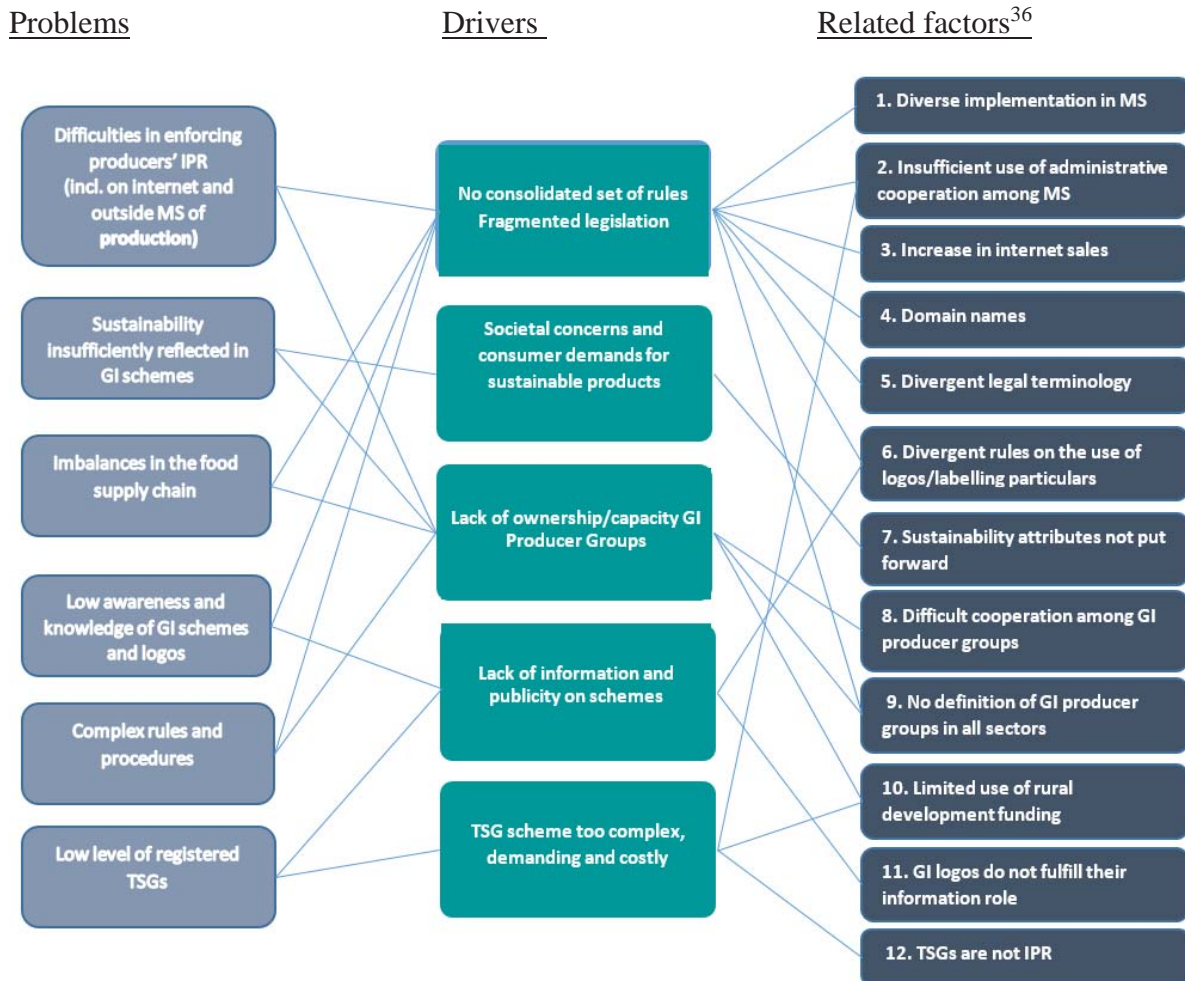 Problems
Drivers
Related factors36
Difficulties in enforcing
producers' IPR
(incl. on internet and
outside MS of
production)
Sustainability
insufficiently reflected in
GI schemes
Imbalances in the food
supply chain
Low awareness and
knowledge of GI schemes
and logos
Complex rules and
procedures
Low level of registered
TSGs
No consolidated set of rules
Fragmented legislation
Societal concerns and
consumer demands for
sustainable products
Lack of ownership/capacity GI
Producer Groups
Lack of information and
publicity on schemes
TSG scheme too complex,
demanding and costly
1. Diverse implementation in MS
2. Insufficient use of administrative
cooperation among MS
3. Increase in internet sales
4. Domain names
5. Divergent legal terminology
6. Divergent rules on the use of
logos/labelling particulars
7. Sustainability attributes not put
forward
8. Difficult cooperation among GI
producer groups
9. No definition of GI producer
groups in all sectors
10. Limited use of rural
development funding
11. GI logos do not fulfill their
information role
12. TSGs are not IPR